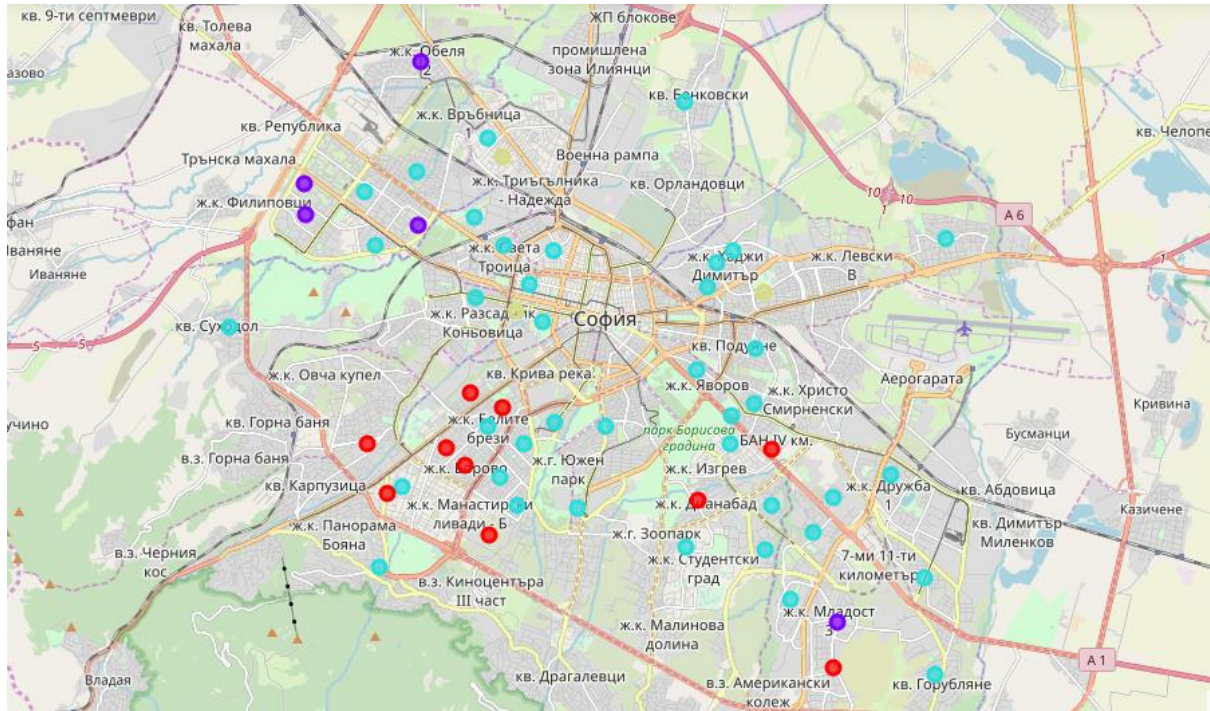 кв. 9-ти септември
кв. Толева
махала
ж.к. Обеля
2
ЖП блокове
промишлена
зона Илиянци
кв. Бенковски
ж.к. Връбница
1
кв. Република
Трънска махала
Военна рампа
кв. Челопе
ж.к. Триъгълника
- Надежда
кв. Орландовци
ж.к. Филиповци
10
10
1
А 6
Иваняне
Иваняне
ж.к. Света
Троица
ж.к. Хаджи
Димитър
ж.к. Левски
В
1
кв. Суходол
5
5
ж.к. Разсадник
Коньовица
София
кв. Подуяне
ж.к. Овча купел
кв. Крива река
ж.к. Яворов
Аерогарата
ж.к. Христо
Смирненски
Кривина
кв. Горна баня
ж.к. Белите
брези
парк Борисова
градина
БАН IV км.
Бусманци
в.з. Горна баня
ж.к. Борово
ж.г. Южен
парк
ж.к. Изгрев
кв. Карпузица
ж.к. Дружба
1
кв. Абдовица
ж.к. Манастирски
ливади - Б
ж.к. Дианабад
Казичене
ж.к. Панорама
Бояна
ж.г. Зоопарк
кв. Димитър
Миленков
в.з. Черния
кос
ж.к. Студентски
град
7-ми 11-ти
километър
в.з. Киноцентъра
III част
ж.к. Младост
3
ж.к. Малинова
долина
А 1
Владая
кв. Драгалевци
в.з. Американски
колеж
кв. Горубляне